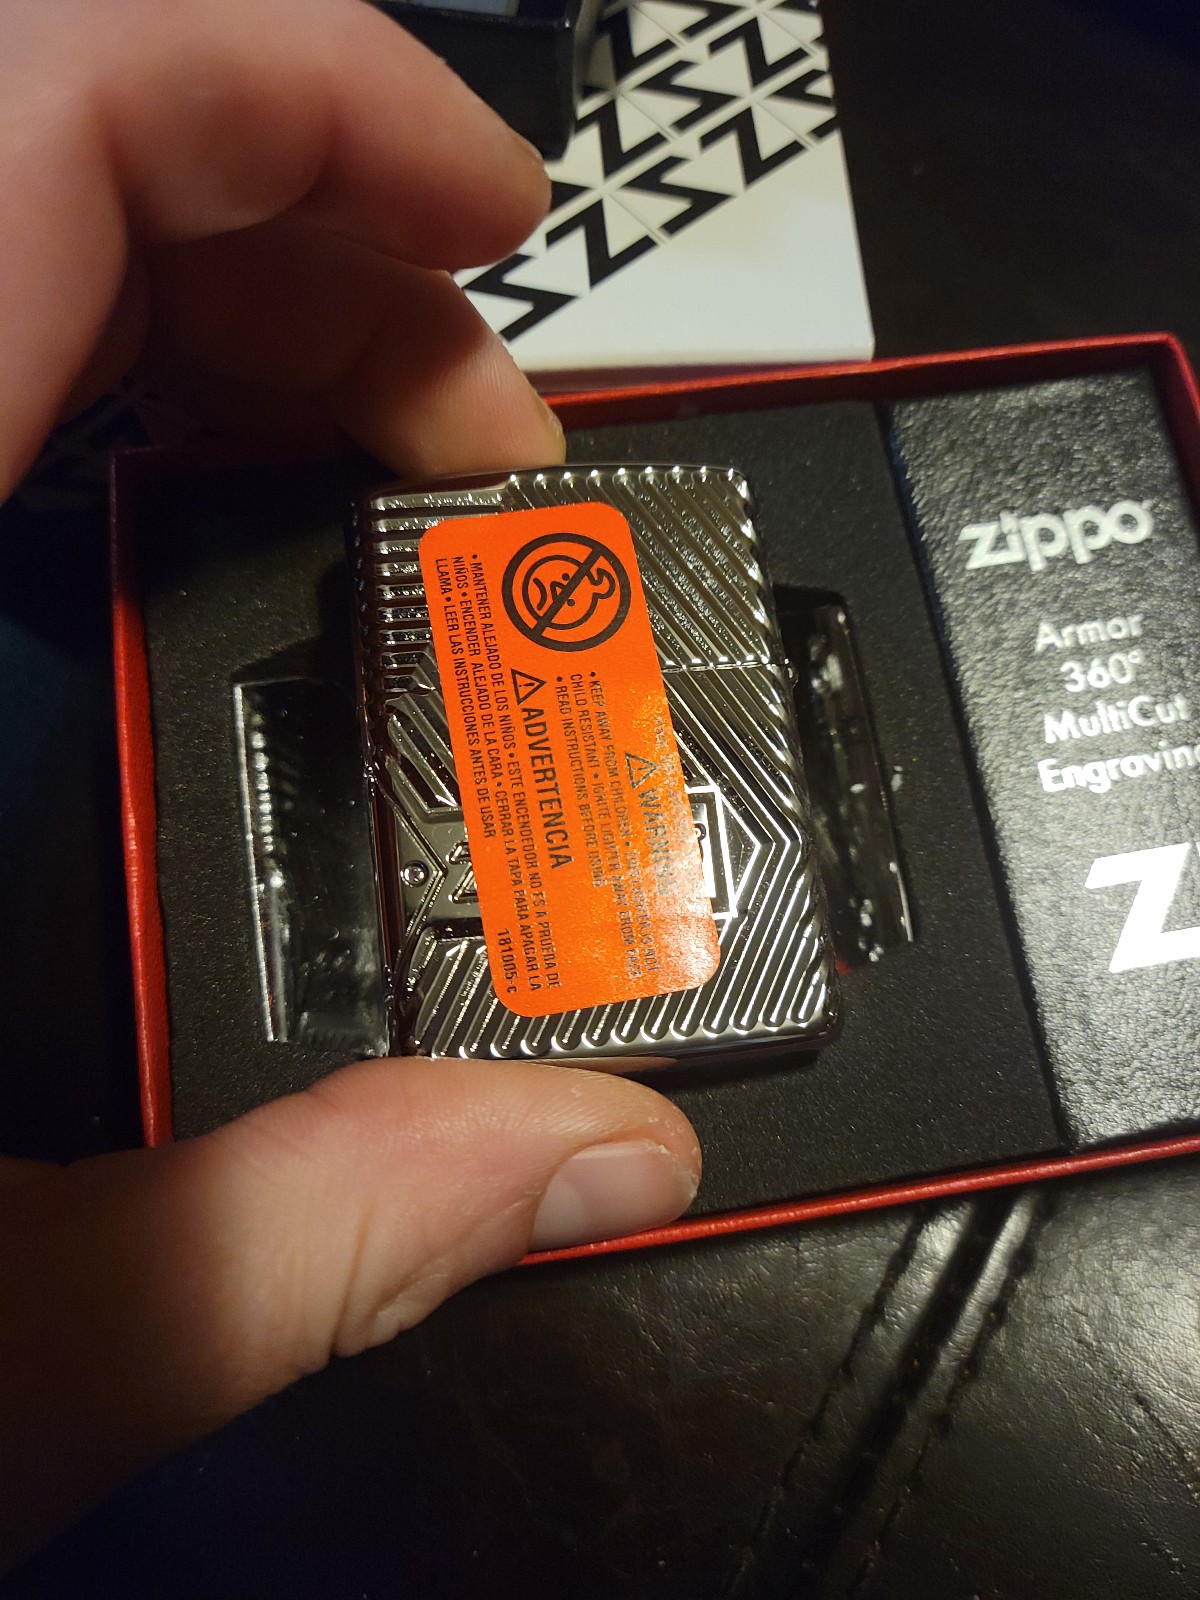 zippo
Armor
360°
MultiCut
Engraving
Z
⚠WARNING
• KEEP AWAY FROM CHILDREN •
CHILD RESISTANT • IGNITE LIGHTER AWAY FROM FACE
• READ INSTRUCTIONS BEFORE USING
⚠ADVERTENCIA
• MANTENER ALEJADO DE LOS NIÑOS • ESTE ENCENDEDOR NO ES A PRUEBA DE
NIÑOS • ENCENDER ALEJADO DE LA CARA • CERRAR LA TAPA PARA APAGAR LA
LLAMA • LEER LAS INSTRUCCIONES ANTES DE USAR
181005-C